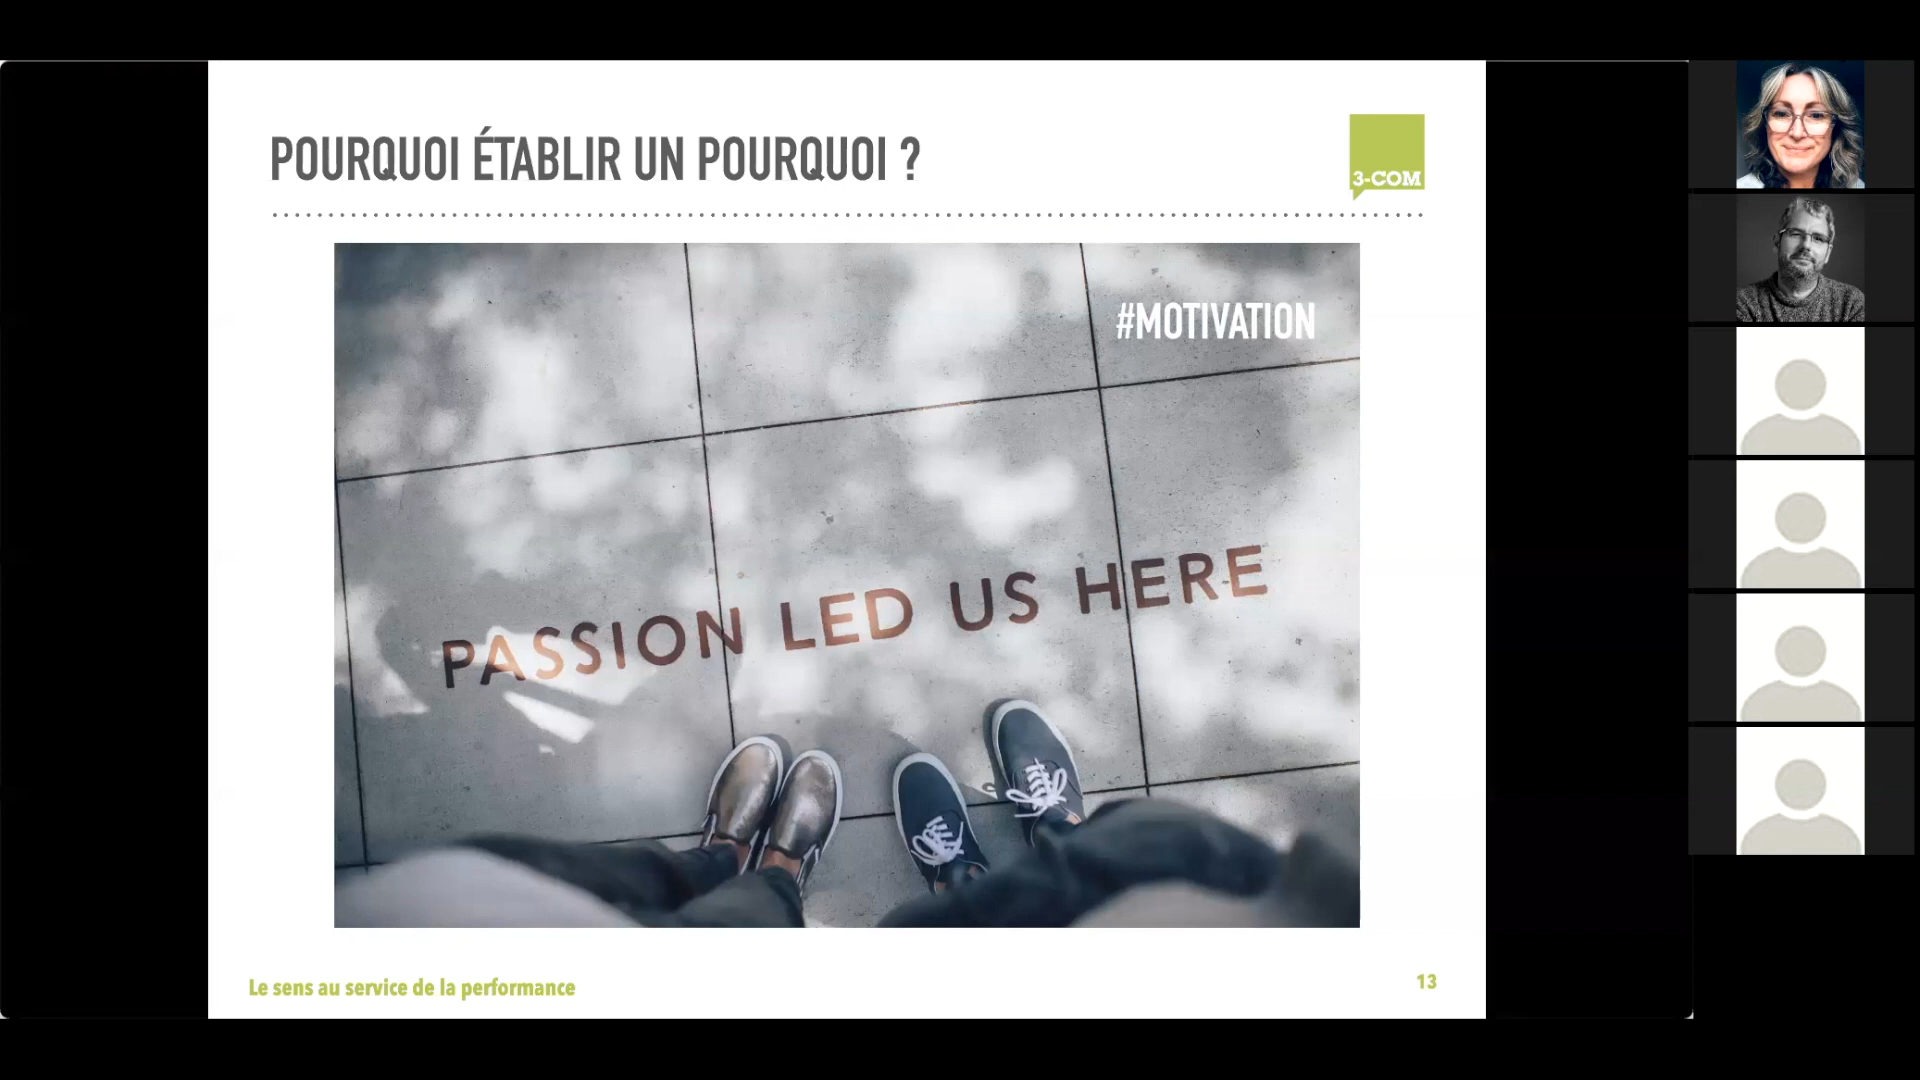 POURQUOI ÉTABLIR UN POURQUOI ?
3-COM
#MOTIVATION
PASSION LED US HERE
Le sens au service de la performance
13